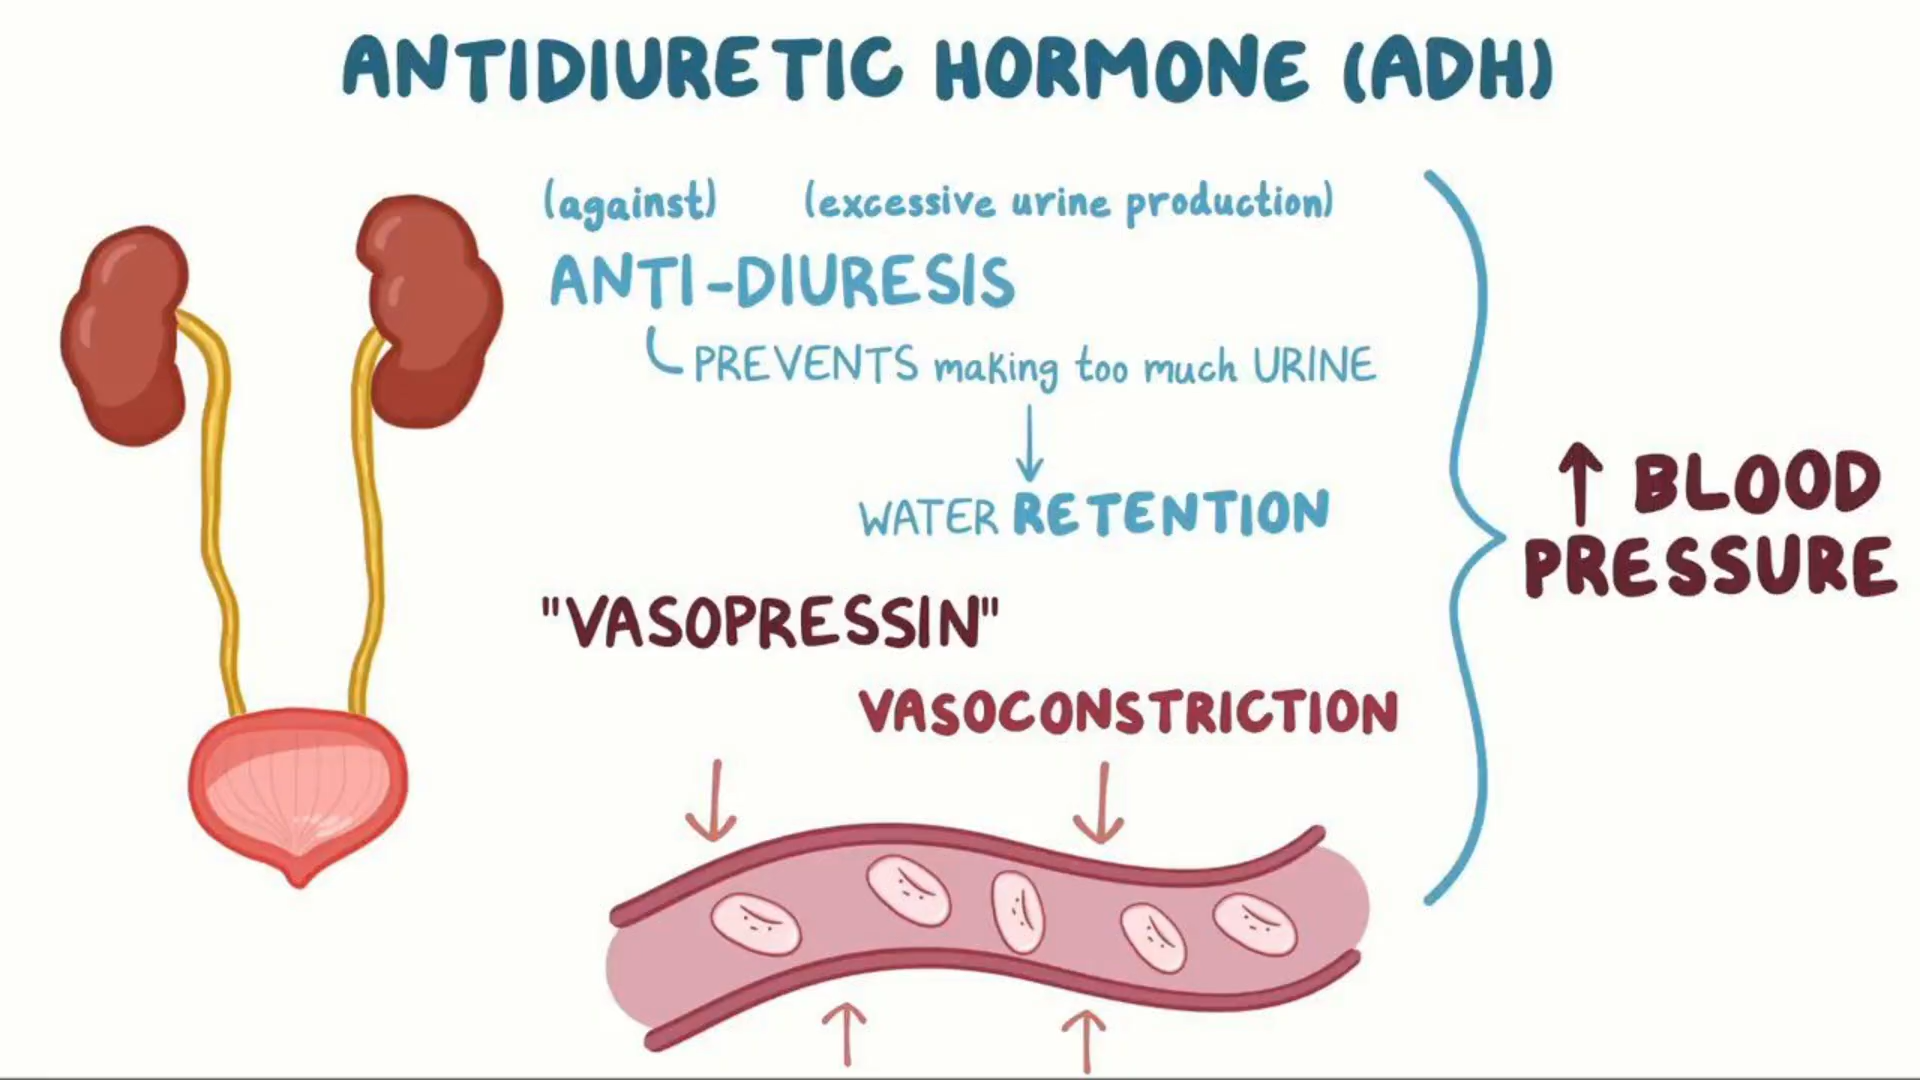 ANTIDIURETIC HORMONE (ADH)
(against) (excessive urine production)
ANTI-DIURESIS
PREVENTS making too much URINE
WATER RETENTION
"VASOPRESSIN"
VASOCONSTRICTION
↑ BLOOD
PRESSURE